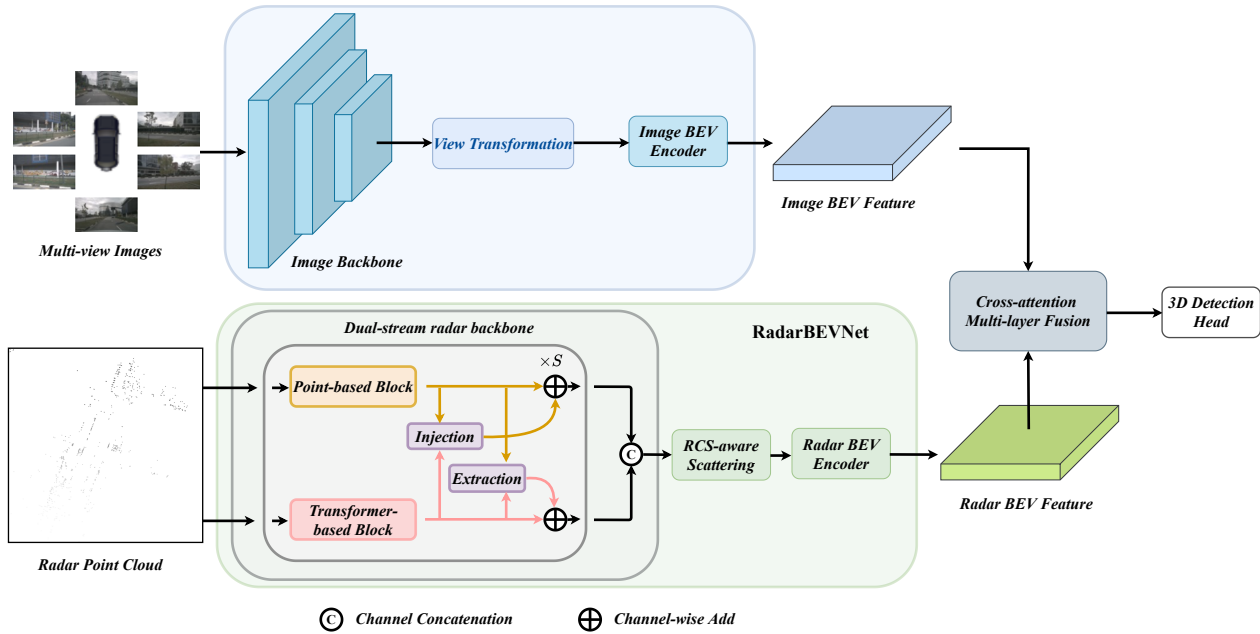 Multi-view Images
Image Backbone
View Transformation
Image BEV
Encoder
Image BEV Feature
Cross-attention
Multi-layer Fusion
3D Detection
Head
RadarBEVNet
Dual-stream radar backbone
×S
Point-based Block
Injection
Extraction
Transformer-
based Block
C
RCS-aware
Scattering
Radar BEV
Encoder
Radar BEV Feature
Radar Point Cloud
C Channel Concatenation
Channel-wise Add